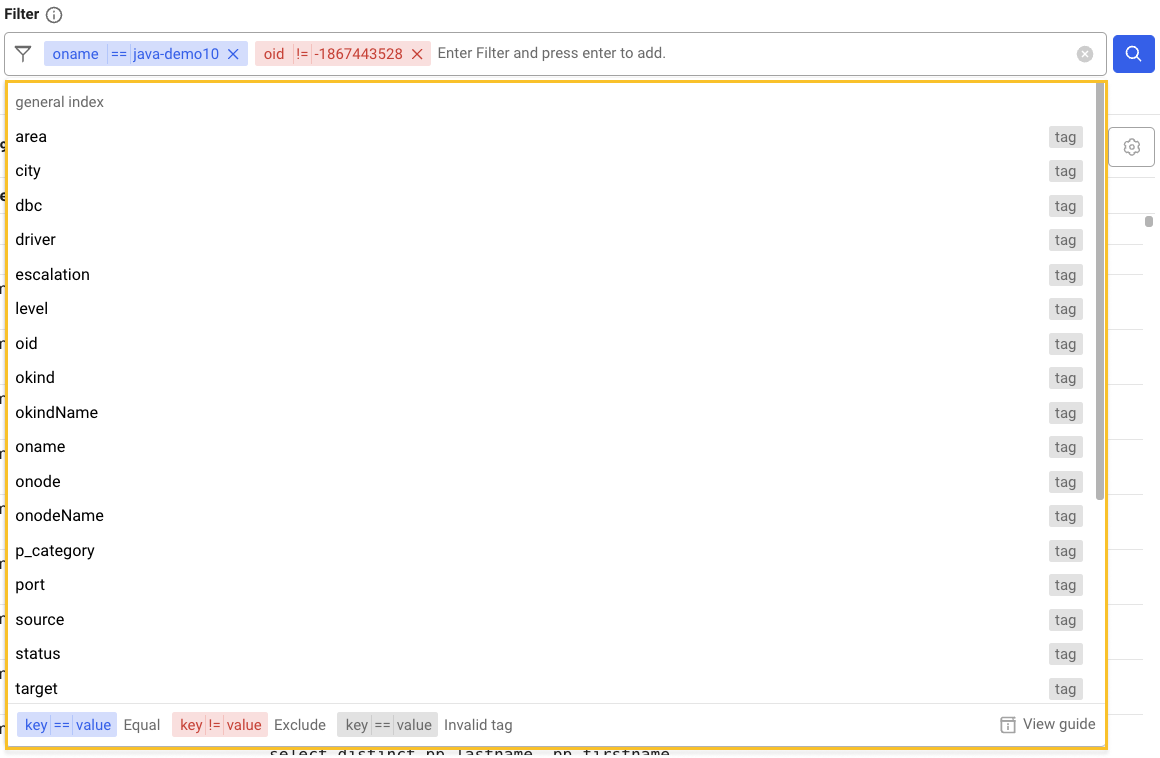 Filter
oname == java-demo10 oid != -1867443528 Enter Filter and press enter to add.
general index
area tag
city tag
dbc tag
driver tag
escalation tag
level tag
oid tag
okind tag
okindName tag
oname tag
onode tag
onodeName tag
p_category tag
port tag
source tag
status tag
target tag
key == value Equal key != value Exclude key == value Invalid tag View guide
select distinct pp.lastname, pp.firstname